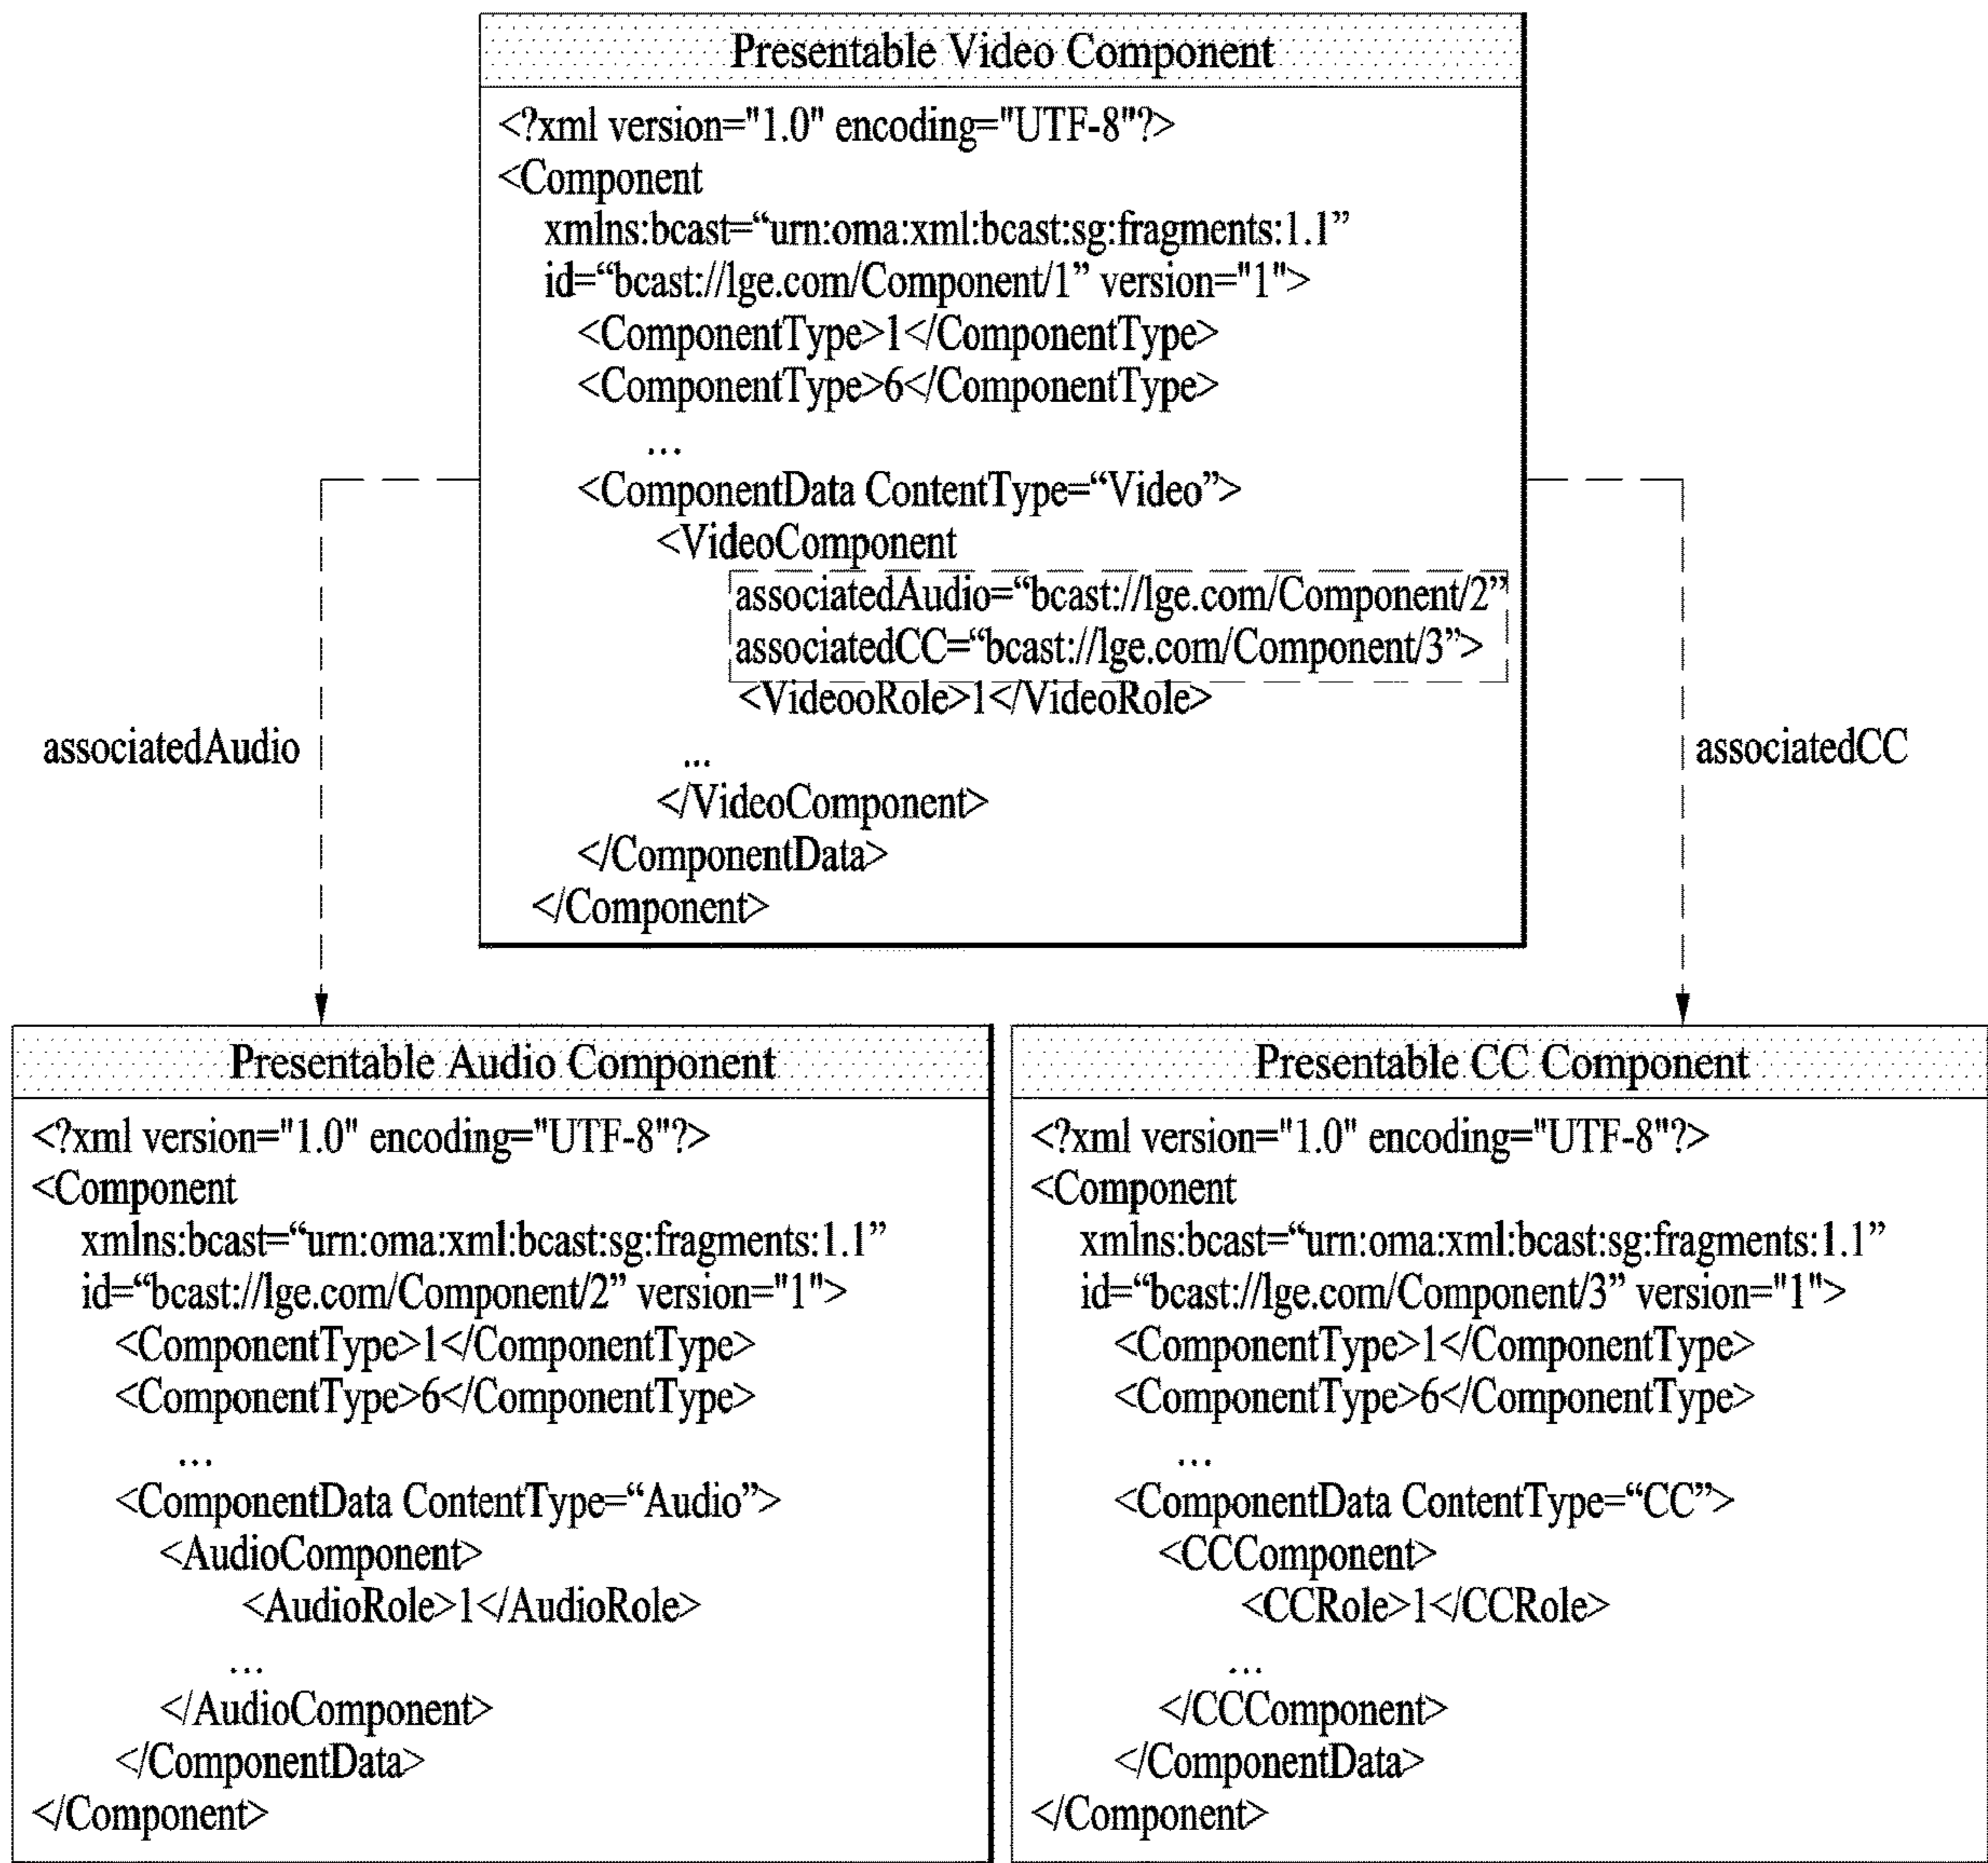 Presentable Video Component
<?xml version="1.0" encoding="UTF-8"?>
<Component
xmlns:bcast=“urn:oma:xml:bcast:sg:fragments:1.1”
id=“bcast://lge.com/Component/1” version="1">
<ComponentType>1</ComponentType>
<ComponentType>6</ComponentType>
...
<ComponentData ContentType=“Video”>
<VideoComponent
associatedAudio=“bcast://lge.com/Component/2”
associatedCC=“bcast://lge.com/Component/3”>
<VideooRole>1</VideoRole>
...
</VideoComponent>
</ComponentData>
</Component>
associatedAudio
associatedCC
Presentable Audio Component
<?xml version="1.0" encoding="UTF-8"?>
<Component
xmlns:bcast=“urn:oma:xml:bcast:sg:fragments:1.1”
id=“bcast://lge.com/Component/2” version="1">
<ComponentType>1</ComponentType>
<ComponentType>6</ComponentType>
...
<ComponentData ContentType=“Audio”>
<AudioComponent>
<AudioRole>1</AudioRole>
...
</AudioComponent>
</ComponentData>
</Component>
Presentable CC Component
<?xml version="1.0" encoding="UTF-8"?>
<Component
xmlns:bcast=“urn:oma:xml:bcast:sg:fragments:1.1”
id=“bcast://lge.com/Component/3” version="1">
<ComponentType>1</ComponentType>
<ComponentType>6</ComponentType>
...
<ComponentData ContentType=“CC”>
<CCComponent>
<CCRole>1</CCRole>
...
</CCComponent>
</ComponentData>
</Component>